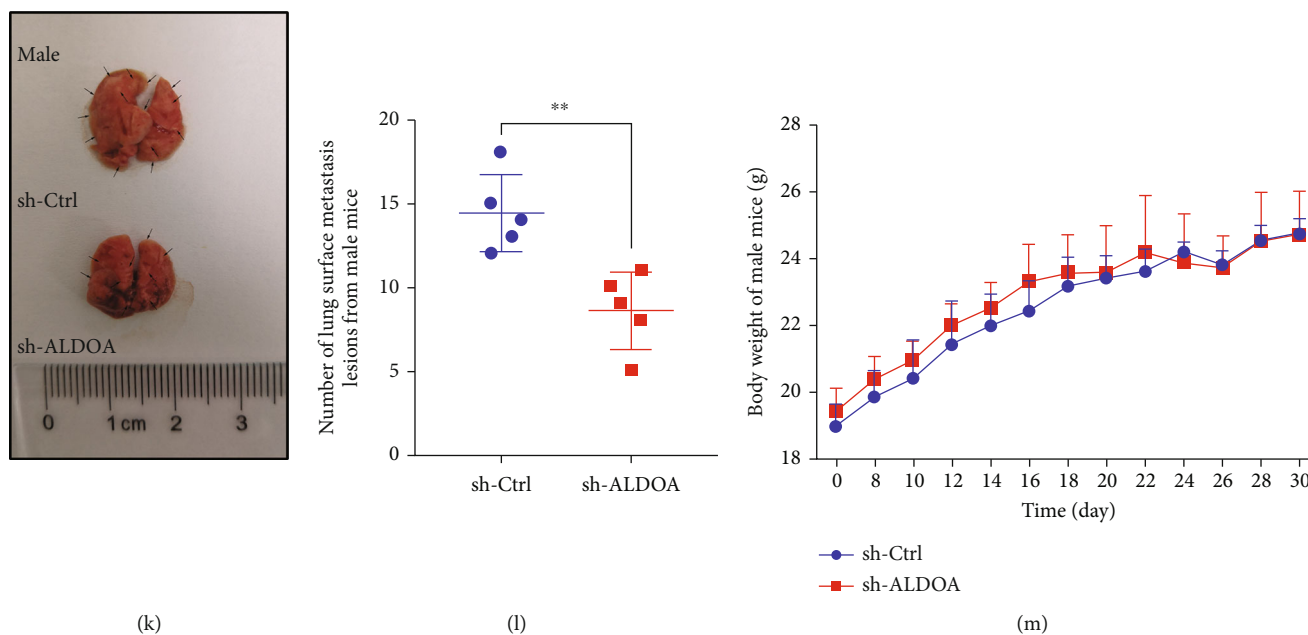 Male
sh-Ctrl
sh-ALDOA
0 1 cm 2 3
(k)
Number of lung surface metastasis
lesions from male mice
20
15
10
5
0
**
sh-Ctrl sh-ALDOA
(l)
Body weight of male mice (g)
28
26
24
22
20
18
0 8 10 12 14 16 18 20 22 24 26 28 30
Time (day)
sh-Ctrl
sh-ALDOA
(m)